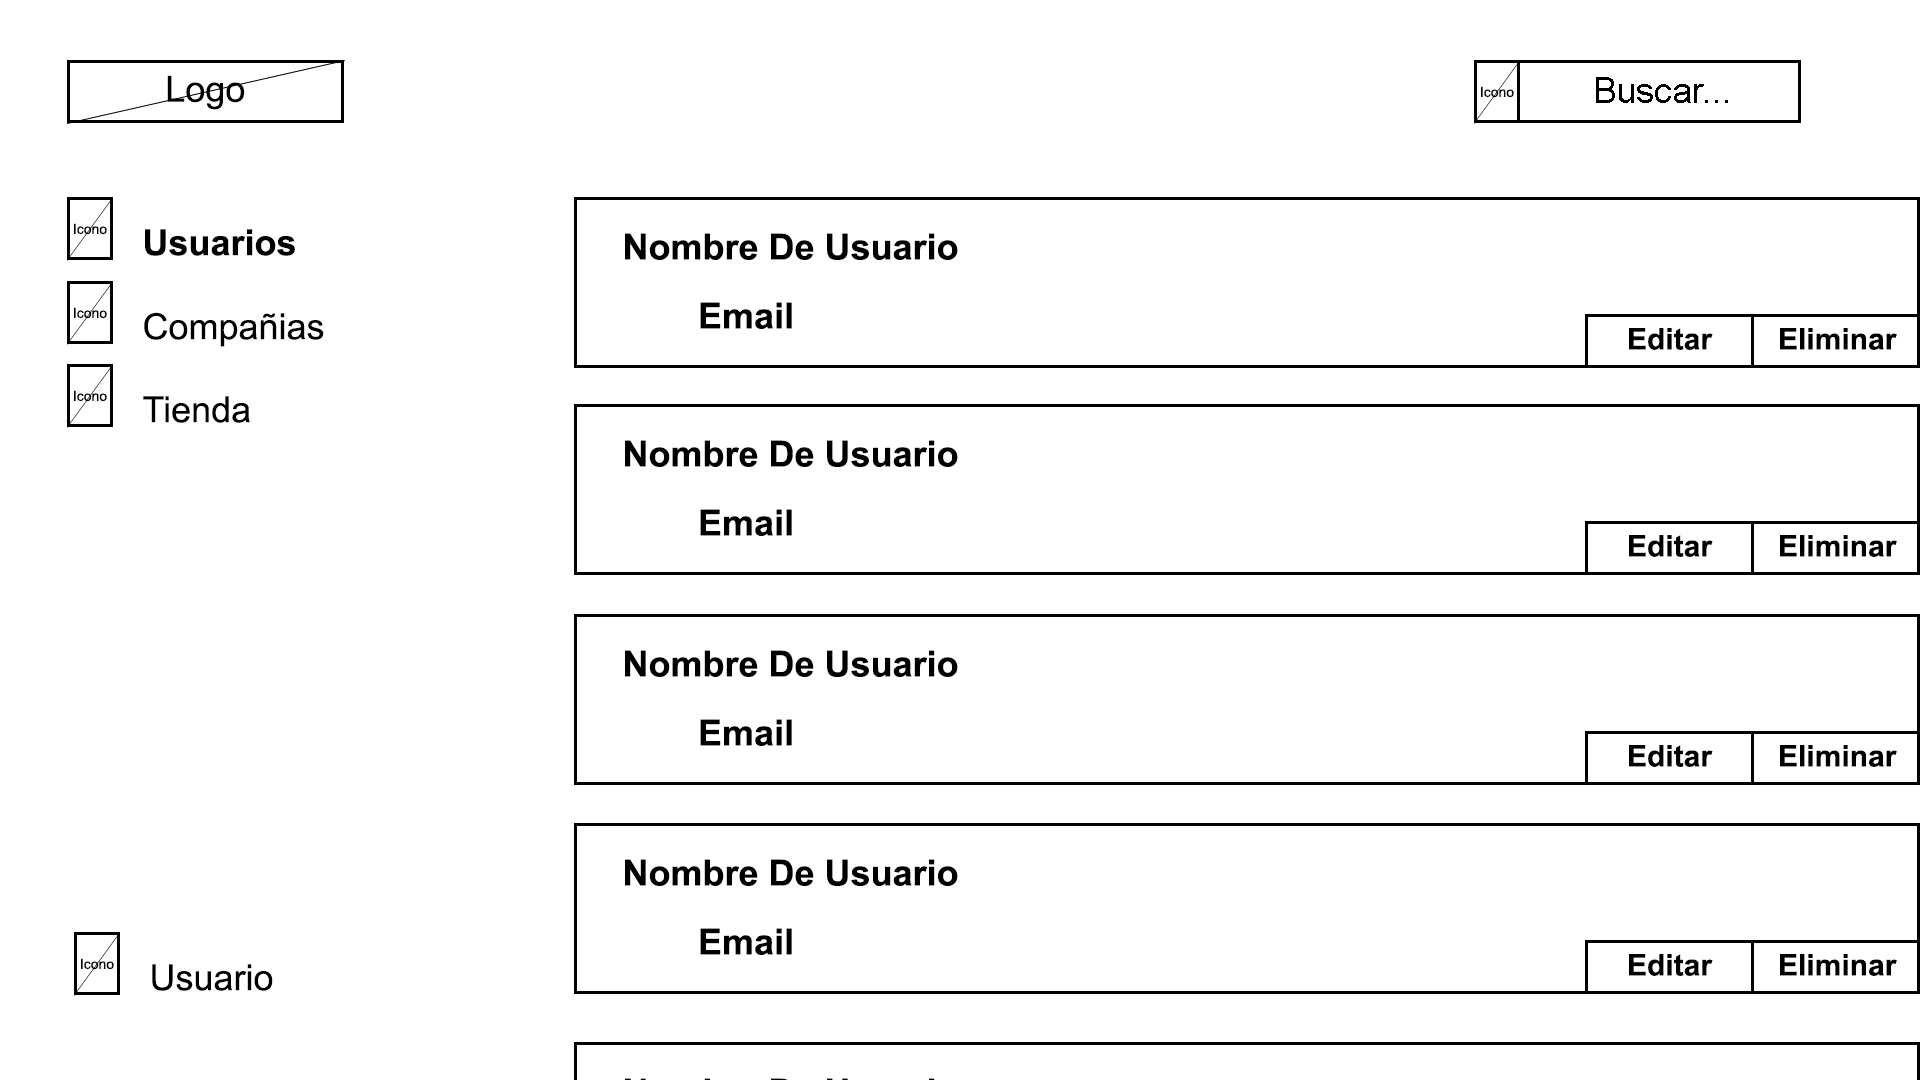 Logo
Icono
Buscar...
Icono
Usuarios
Icono
Compañias
Icono
Tienda
Nombre De Usuario
Email
Editar
Eliminar
Nombre De Usuario
Email
Editar
Eliminar
Nombre De Usuario
Email
Editar
Eliminar
Nombre De Usuario
Email
Editar
Eliminar
Icono
Usuario